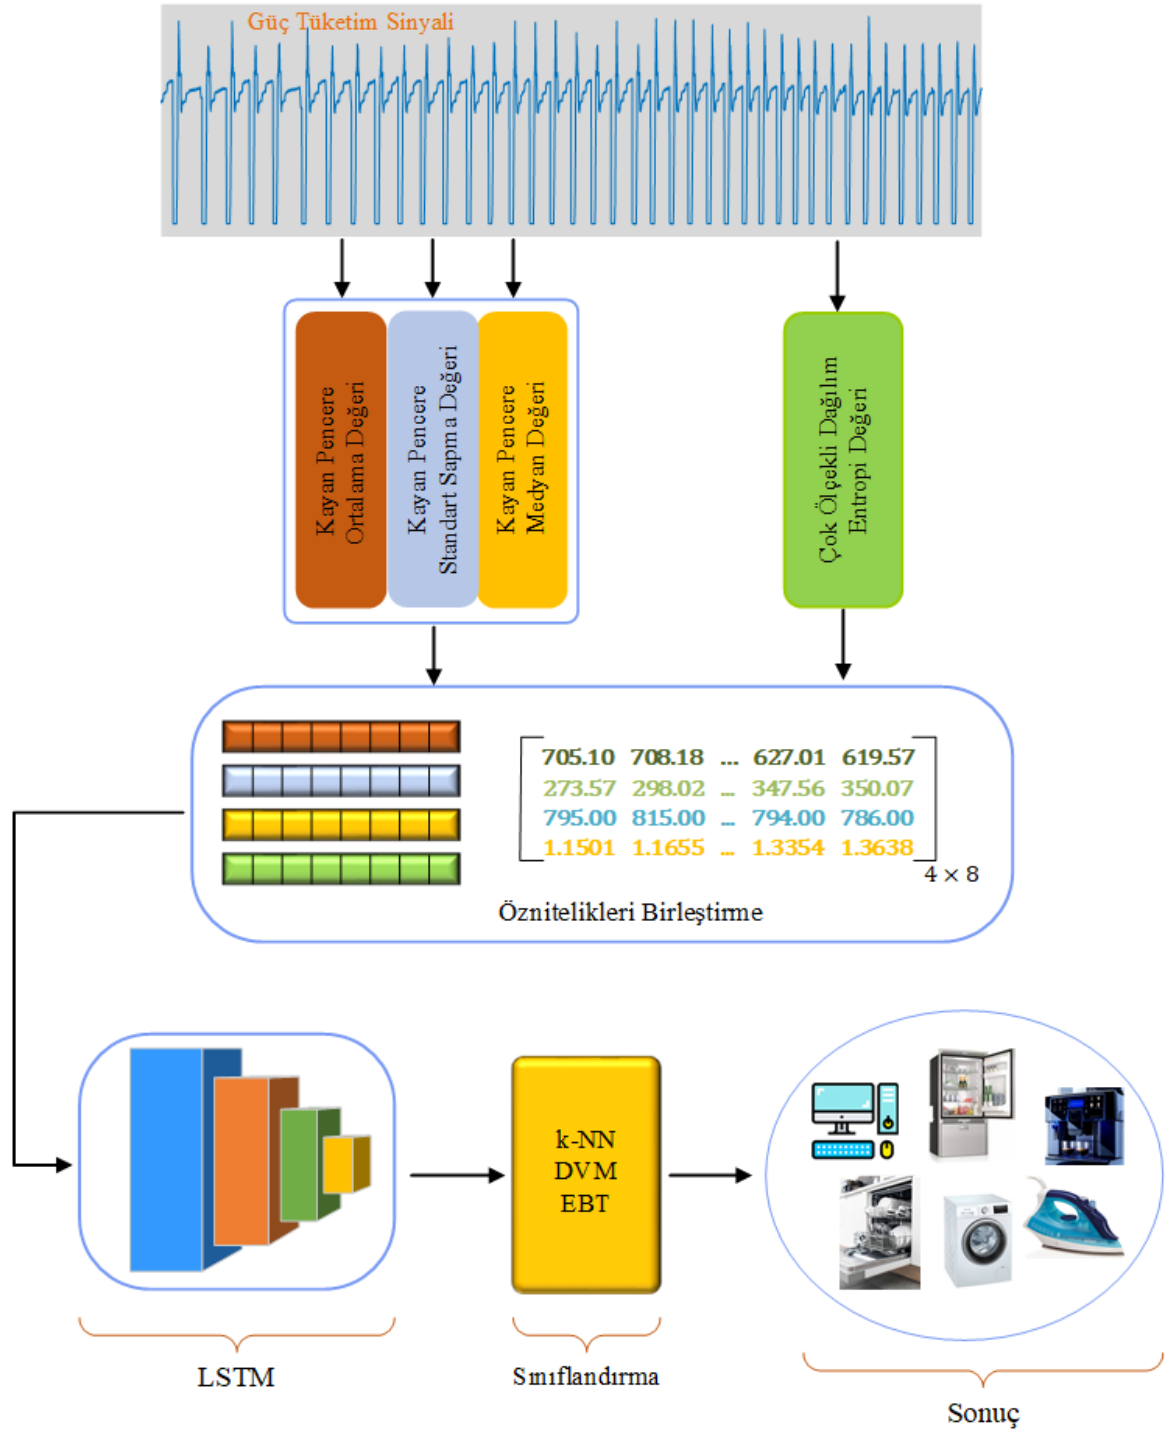 Güç Tüketim Sinyali
Kayan Pencere
Ortalama Değeri
Kayan Pencere
Standart Sapma Değeri
Kayan Pencere
Medyan Değeri
Çok Ölçekli Dağılım
Entropi Değeri
705.10 708.18 ... 627.01 619.57
273.57 298.02 ... 347.56 350.07
795.00 815.00 ... 794.00 786.00
1.1501 1.1655 ... 1.3354 1.3638
4 × 8
Öznitelikleri Birleştirme
k-NN
DVM
EBT
LSTM
Sınıflandırma
Sonuç